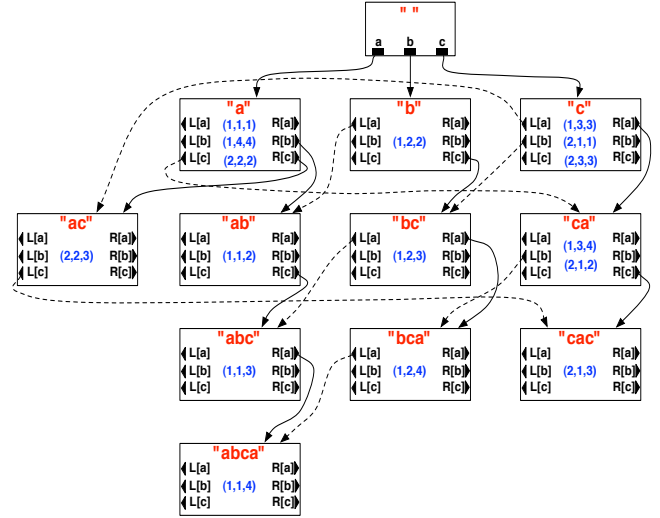 " "
a b c
"a"
L[a] (1,1,1) R[a]
L[b] (1,4,4) R[b]
L[c] (2,2,2) R[c]
"b"
L[a] R[a]
L[b] (1,2,2) R[b]
L[c] R[c]
"c"
L[a] (1,3,3) R[a]
L[b] (2,1,1) R[b]
L[c] (2,3,3) R[c]
"ac"
L[a] R[a]
L[b] (2,2,3) R[b]
L[c] R[c]
"ab"
L[a] R[a]
L[b] (1,1,2) R[b]
L[c] R[c]
"bc"
L[a] R[a]
L[b] (1,2,3) R[b]
L[c] R[c]
"ca"
L[a] R[a]
(1,3,4)
L[b] R[b]
(2,1,2)
L[c] R[c]
"abc"
L[a] R[a]
L[b] (1,1,3) R[b]
L[c] R[c]
"bca"
L[a] R[a]
L[b] (1,2,4) R[b]
L[c] R[c]
"cac"
L[a] R[a]
L[b] (2,1,3) R[b]
L[c] R[c]
"abca"
L[a] R[a]
L[b] (1,1,4) R[b]
L[c] R[c]